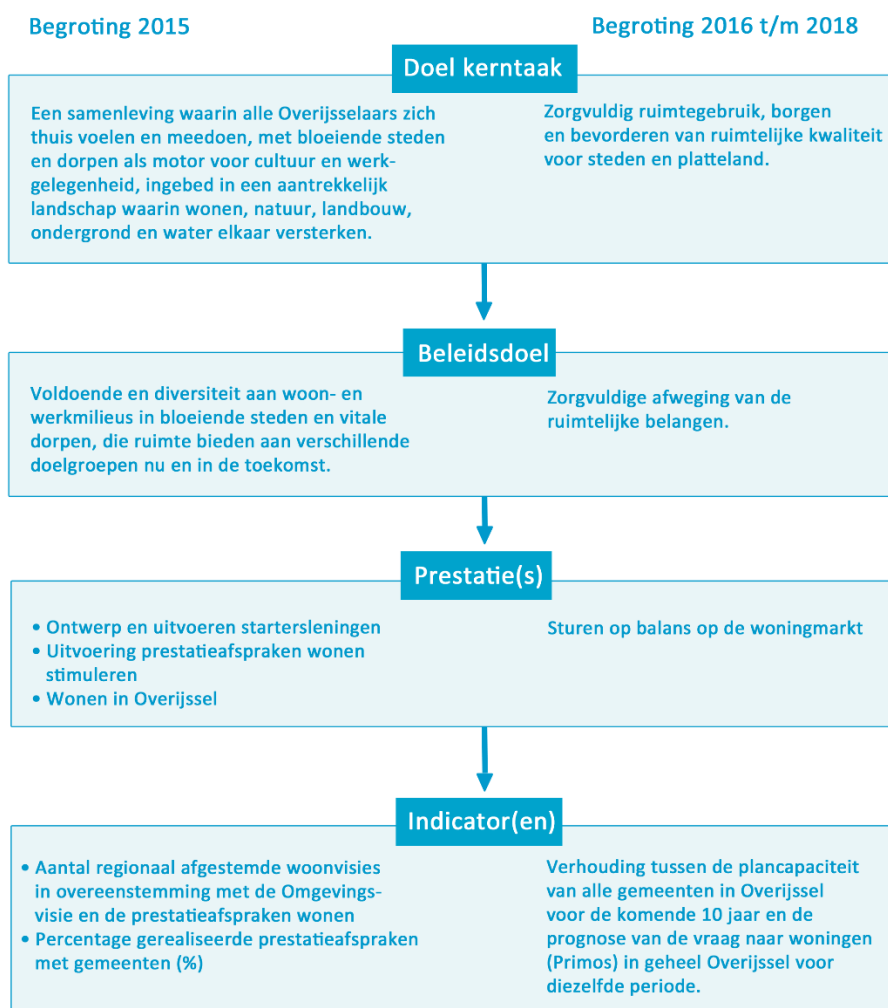 Begroting 2015
Begroting 2016 t/m 2018
Doel kerntaak
Een samenleving waarin alle Overijsselaars zich
thuis voelen en meedoen, met bloeiende steden
en dorpen als motor voor cultuur en werk-
gelegenheid, ingebed in een aantrekkelijk
landschap waarin wonen, natuur, landbouw,
ondergrond en water elkaar versterken.
Zorgvuldig ruimtegebruik, borgen
en bevorderen van ruimtelijke kwaliteit
voor steden en platteland.
Beleidsdoel
Voldoende en diversiteit aan woon- en
werkmilieus in bloeiende steden en vitale
dorpen, die ruimte bieden aan verschillende
doelgroepen nu en in de toekomst.
Zorgvuldige afweging van de
ruimtelijke belangen.
Prestatie(s)
• Ontwerp en uitvoeren startersleningen
• Uitvoering prestatieafspraken wonen
stimuleren
• Wonen in Overijssel
Sturen op balans op de woningmarkt
Indicator(en)
• Aantal regionaal afgestemde woonvisies
in overeenstemming met de Omgevings-
visie en de prestatieafspraken wonen
• Percentage gerealiseerde prestatieafspraken
met gemeenten (%)
Verhouding tussen de plancapaciteit
van alle gemeenten in Overijssel
voor de komende 10 jaar en de
prognose van de vraag naar woningen
(Primos) in geheel Overijssel voor
diezelfde periode.